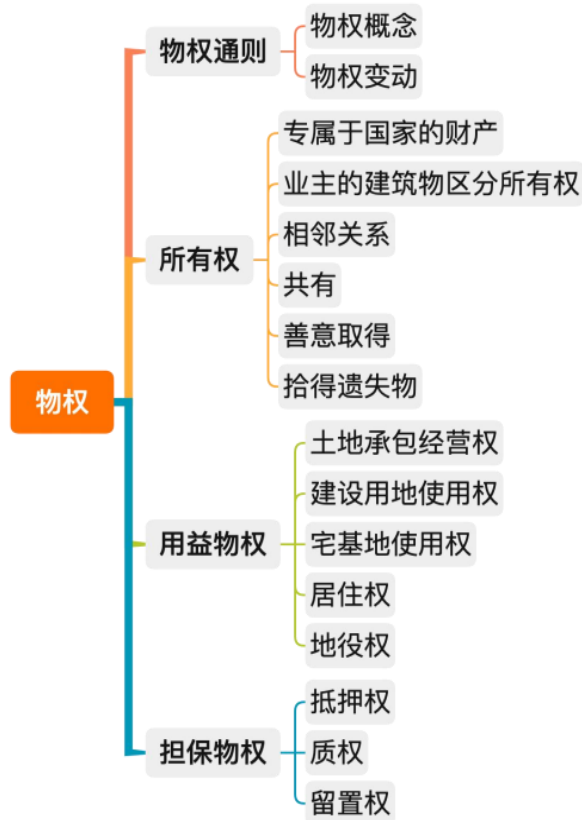 物权
物权通则
物权概念
物权变动
所有权
专属于国家的财产
业主的建筑物区分所有权
相邻关系
共有
善意取得
拾得遗失物
用益物权
土地承包经营权
建设用地使用权
宅基地使用权
居住权
地役权
担保物权
抵押权
质权
留置权